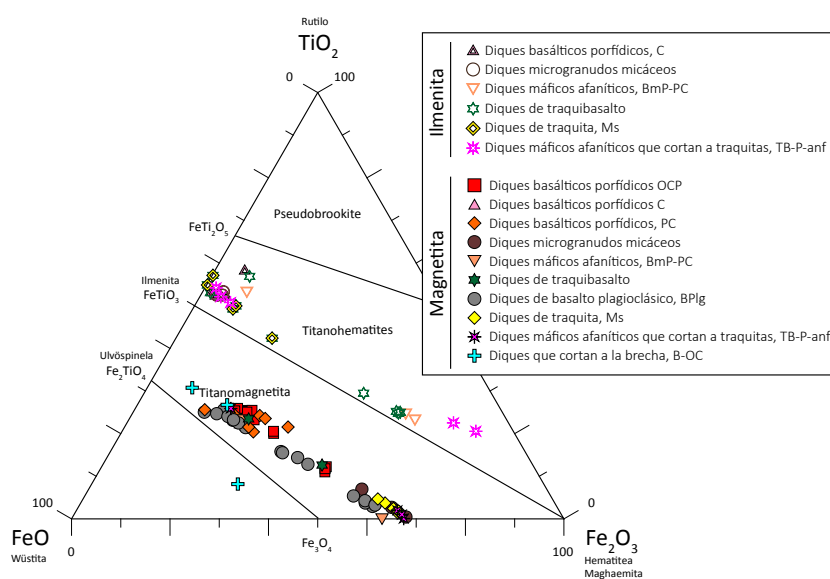 Rutilo
TiO2
0 100
Ilmenita
Diques basálticos porfídicos, C
Diques microgranudos micáceos
Diques máficos afaníticos, BmP-PC
Diques de traquibasalto
Diques de traquita, Ms
Diques máficos afaníticos que cortan a traquitas, TB-P-anf
Magnetita
Diques basálticos porfídicos OCP
Diques basálticos porfídicos C
Diques basálticos porfídicos, PC
Diques microgranudos micáceos
Diques máficos afaníticos, BmP-PC
Diques de traquibasalto
Diques de basalto plagioclásico, BPlg
Diques de traquita, Ms
Diques máficos afaníticos que cortan a traquitas, TB-P-anf
Diques que cortan a la brecha, B-OC
Pseudobrookite
FeTi2O5
Ilmenita
FeTiO3
Titanohematites
Ulvöspinela
Fe2TiO4
Titanomagnetita
100
0
FeO
Wüstita
0
Fe3O4
100
Fe2O3
Hematitea
Maghaemita